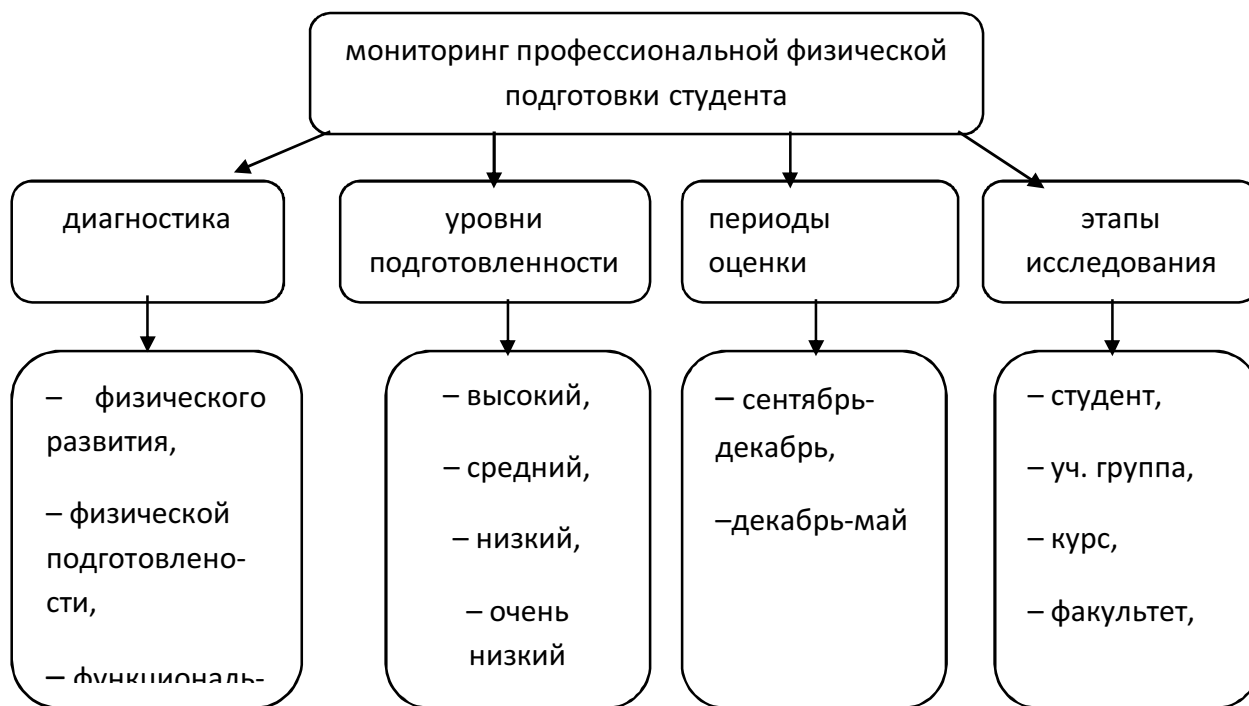 мониторинг профессиональной физической
подготовки студента
диагностика
уровни
подготовленности
периоды
оценки
этапы
исследования
– физического
развития,
– физической
подготовлено-
сти,
– функциональ-
– высокий,
– средний,
– низкий,
– очень
низкий
– сентябрь-
декабрь,
–декабрь-май
– студент,
– уч. группа,
– курс,
– факультет,